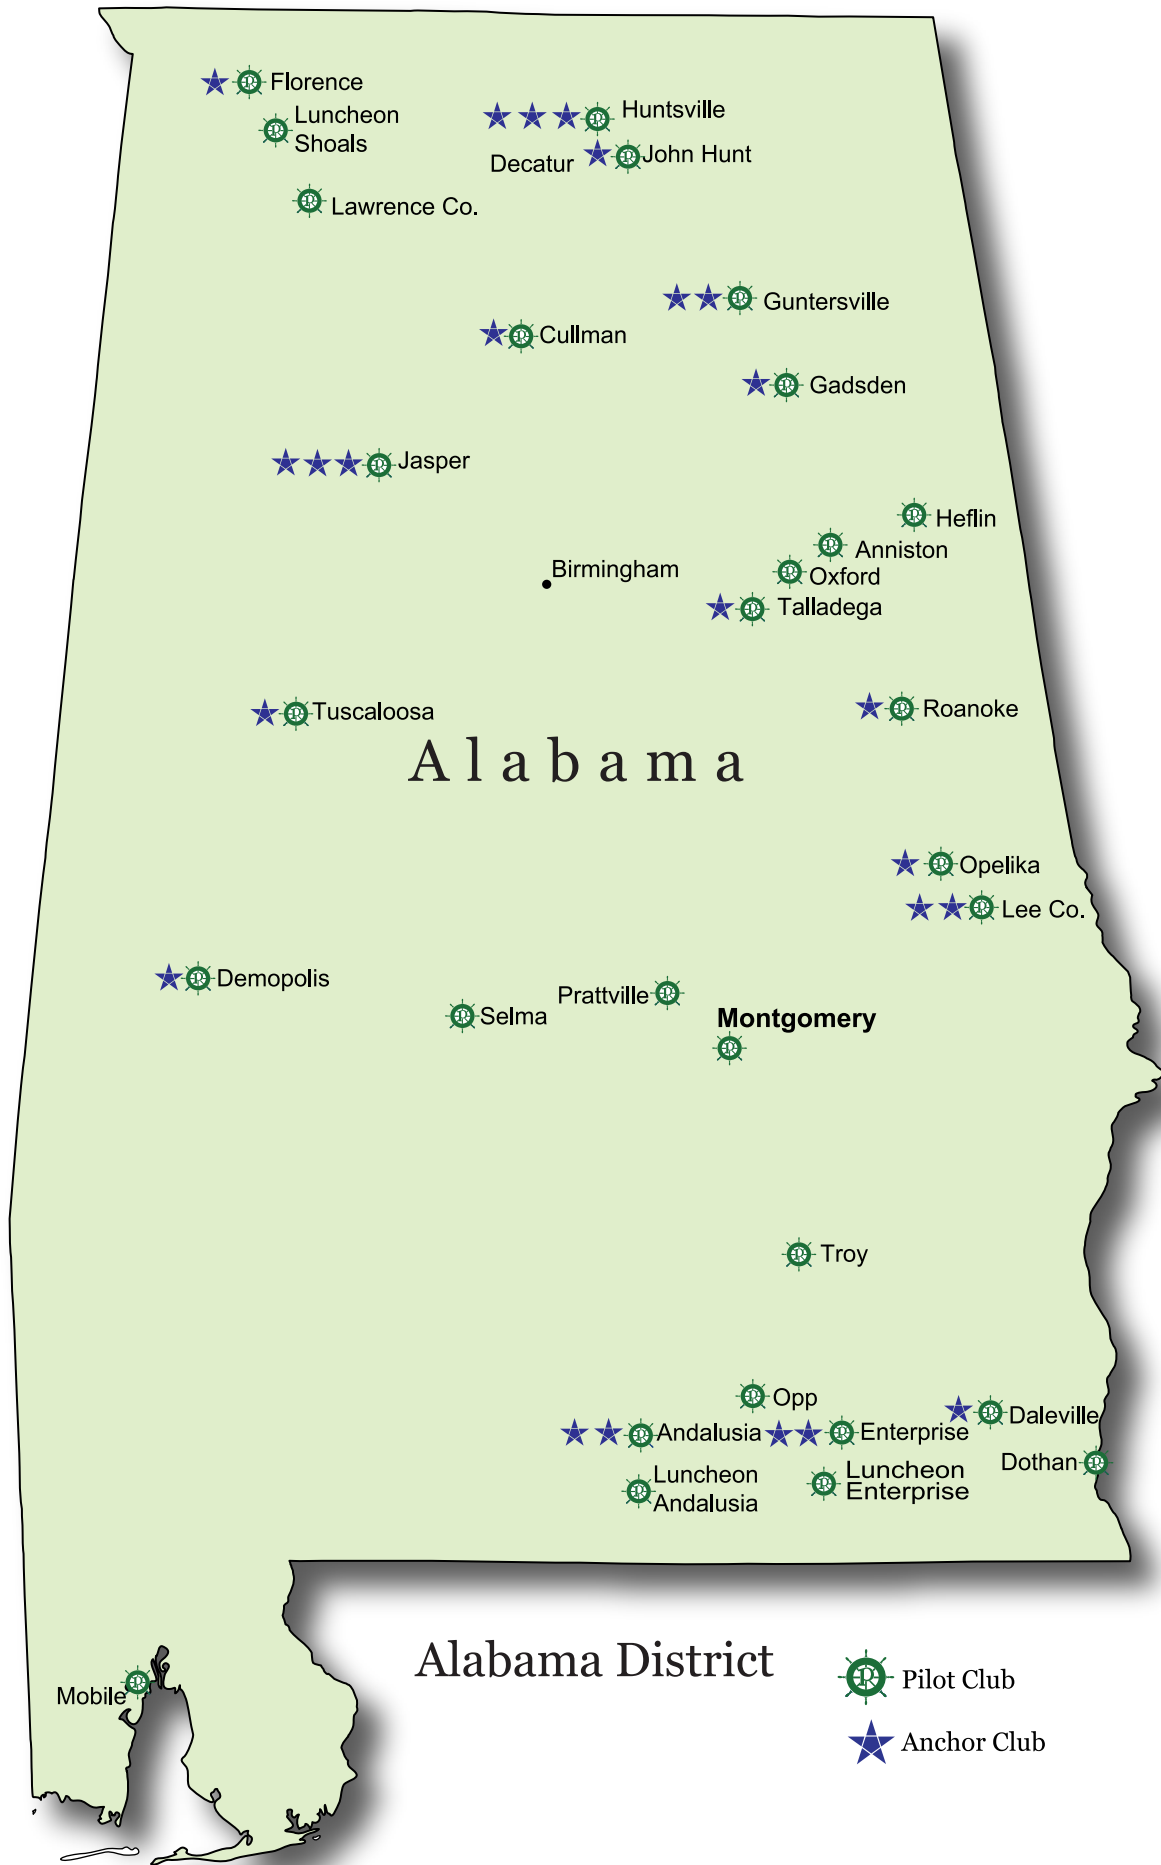 Florence
Luncheon
Shoals
Huntsville
Decatur
John Hunt
Lawrence Co.
Guntersville
Cullman
Gadsden
Jasper
Heflin
Anniston
Birmingham
Oxford
Talladega
Tuscaloosa
Roanoke
Alabama
Opelika
Lee Co.
Demopolis
Prattville
Selma
Montgomery
Troy
Opp
Daleville
Andalusia
Enterprise
Dothan
Luncheon
Andalusia
Luncheon
Enterprise
Mobile
Alabama District
Pilot Club
Anchor Club